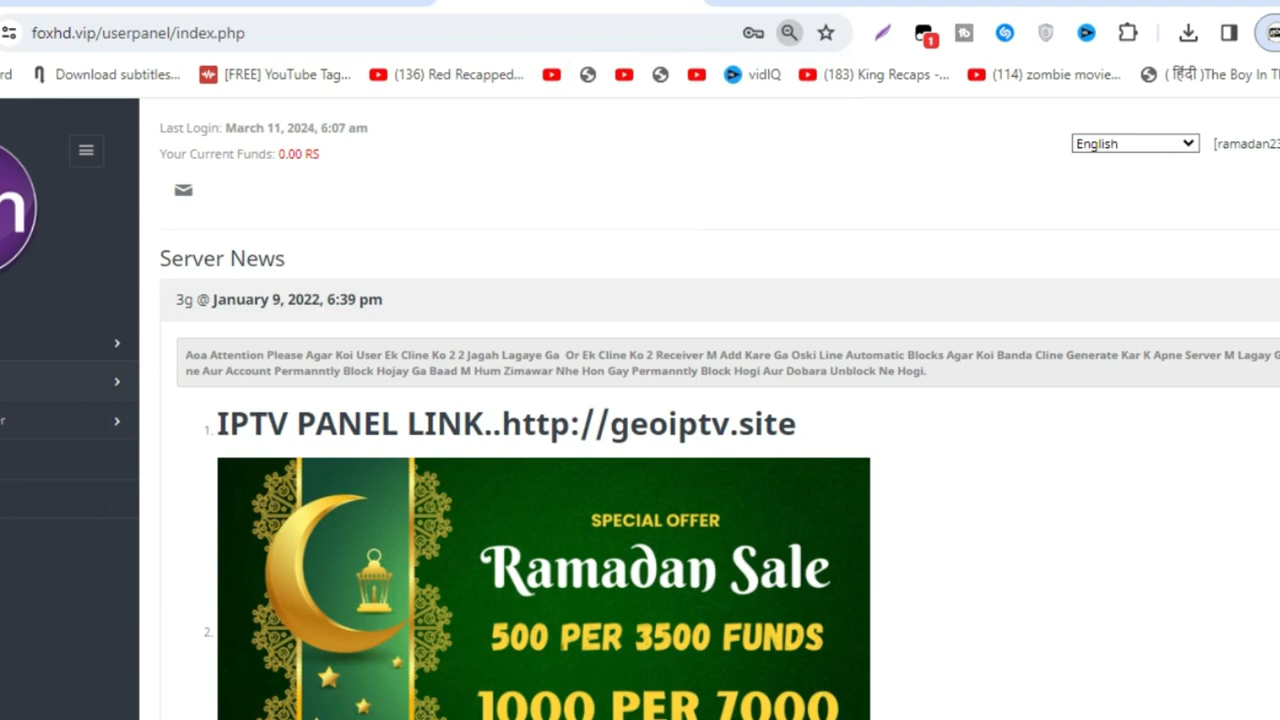 foxhd.vip/userpanel/index.php
1
rd
Download subtitles...
[FREE] YouTube Tag...
(136) Red Recapped...
vidIQ
(183) King Recaps -...
(114) zombie movie...
( हिंदी )The Boy In T
Last Login: March 11, 2024, 6:07 am
English
[ramadan23
Your Current Funds: 0.00 RS
Server News
3g @ January 9, 2022, 6:39 pm
Aoa Attention Please Agar Koi User Ek Cline Ko 2 2 Jagah Lagaye Ga Or Ek Cline Ko 2 Receiver M Add Kare Ga Oski Line Automatic Blocks Agar Koi Banda Cline Generate Kar K Apne Server M Lagay G
ne Aur Account Permanntly Block Hojay Ga Baad M Hum Zimawar Nhe Hon Gay Permanntly Block Hogi Aur Dobara Unblock Ne Hogi.
1. IPTV PANEL LINK..http://geoiptv.site
2.
SPECIAL OFFER
Ramadan Sale
500 PER 3500 FUNDS
1000 PER 7000